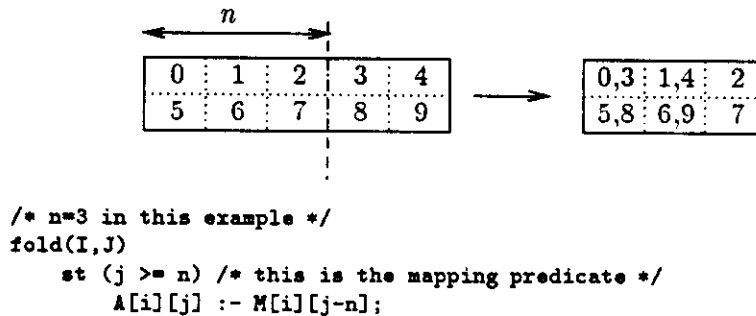 n
0 1 2 3 4 0,3 1,4 2
5 6 7 8 9 5,8 6,9 7
/* n=3 in this example */
fold(I,J)
st (j >= n) /* this is the mapping predicate */
A[i][j] :- M[i][j-n];